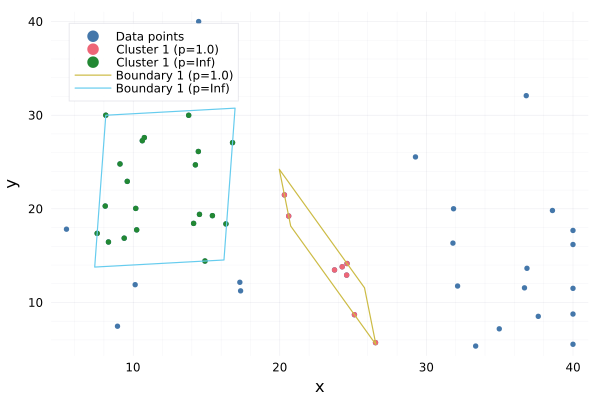 40
30
20
10
y
Data points
Cluster 1 (p=1.0)
Cluster 1 (p=Inf)
Boundary 1 (p=1.0)
Boundary 1 (p=Inf)
10 20 30 40
x